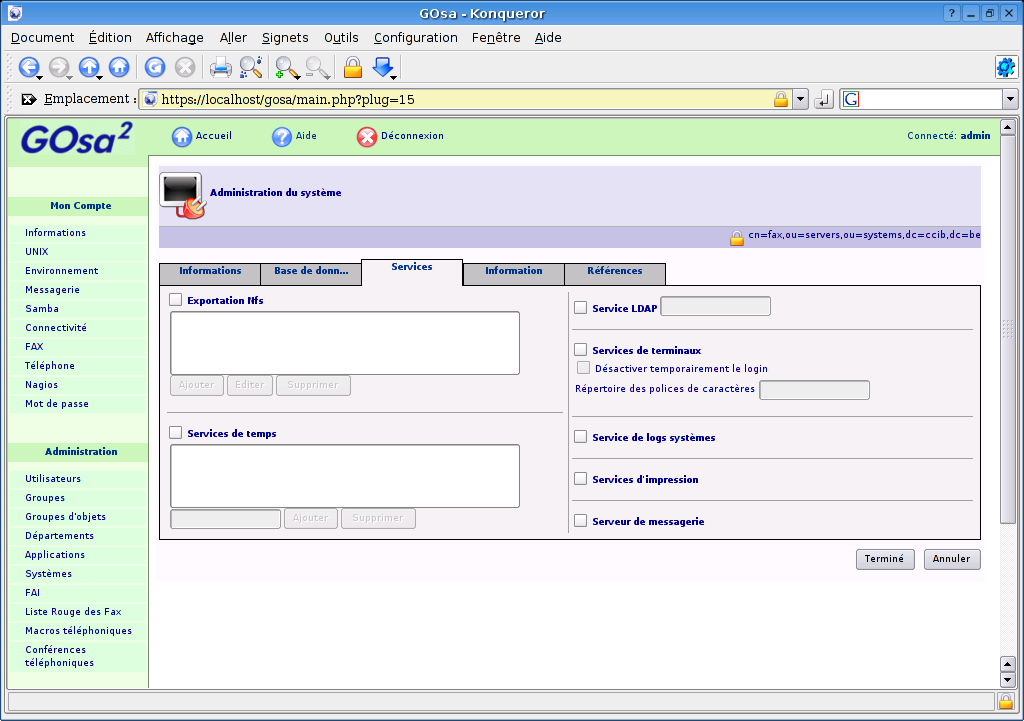 GOsa - Konqueror
Document Édition Affichage Aller Signets Outils Configuration Fenêtre Aide
Emplacement : https://localhost/gosa/main.php?plug=15
GOsa2 Accueil Aide Déconnexion Connecté: admin
Mon Compte
Informations
UNIX
Environnement
Messagerie
Samba
Connectivité
FAX
Téléphone
Nagios
Mot de passe
Administration
Utilisateurs
Groupes
Groupes d'objets
Départements
Applications
Systèmes
FAI
Liste Rouge des Fax
Macros téléphoniques
Conférences
téléphoniques
Administration du système
cn=fax,ou=servers,ou=systems,dc=ccib,dc=be
Informations Base de donn... Services Information Références
Exportation Nfs
Ajouter Editer Supprimer
Services de temps
Ajouter Supprimer
Service LDAP
Services de terminaux
Désactiver temporairement le login
Répertoire des polices de caractères
Service de logs systèmes
Services d'impression
Serveur de messagerie
Terminé Annuler